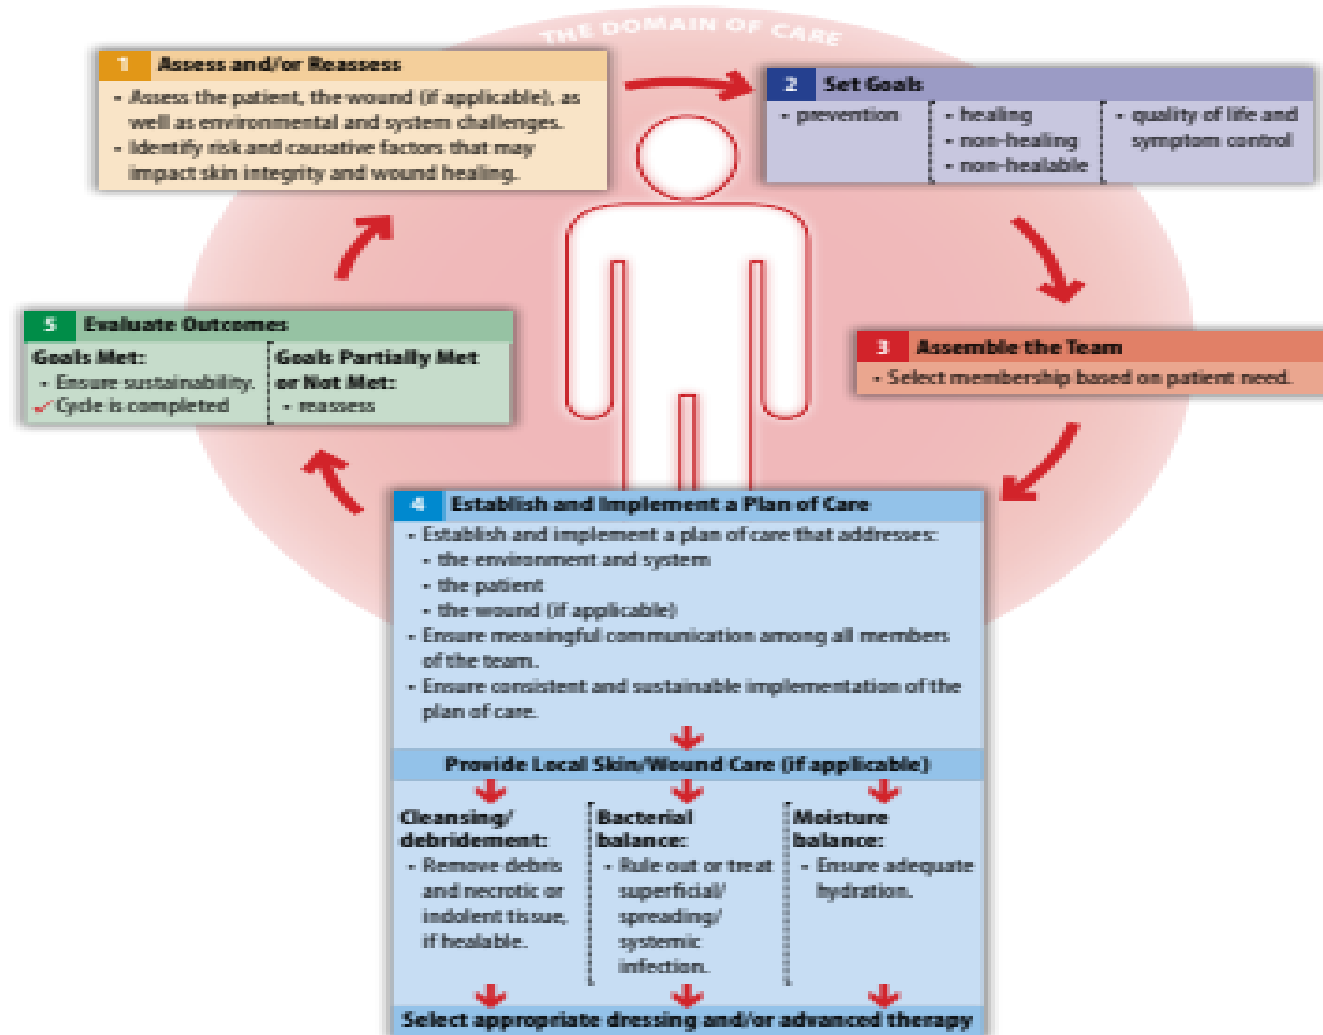 THE DOMAIN OF CARE
1 Assess and/or Reassess
- Assess the patient, the wound (if applicable), as
well as environmental and system challenges.
- Identify risk and causative factors that may
impact skin integrity and wound healing.
2 Set Goals
- prevention
- healing
- non-healing
- non-healable
- quality of life and
symptom control
3 Assemble the Team
- Select membership based on patient need.
4 Establish and Implement a Plan of Care
- Establish and implement a plan of care that addresses:
- the environment and system
- the patient
- the wound (if applicable)
- Ensure meaningful communication among all members
of the team.
- Ensure consistent and sustainable implementation of the
plan of care.
Provide Local Skin/Wound Care (if applicable)
Cleansing/
debridement:
- Remove debris
and necrotic or
indolent tissue,
if healable.
Bacterial
balance:
- Rule out or treat
superficial/
spreading/
systemic
infection.
Moisture
balance:
- Ensure adequate
hydration.
Select appropriate dressing and/or advanced therapy
5 Evaluate Outcomes
Goals Met:
- Ensure sustainability.
✓ Cycle is completed
Goals Partially Met
or Not Met:
- reassess